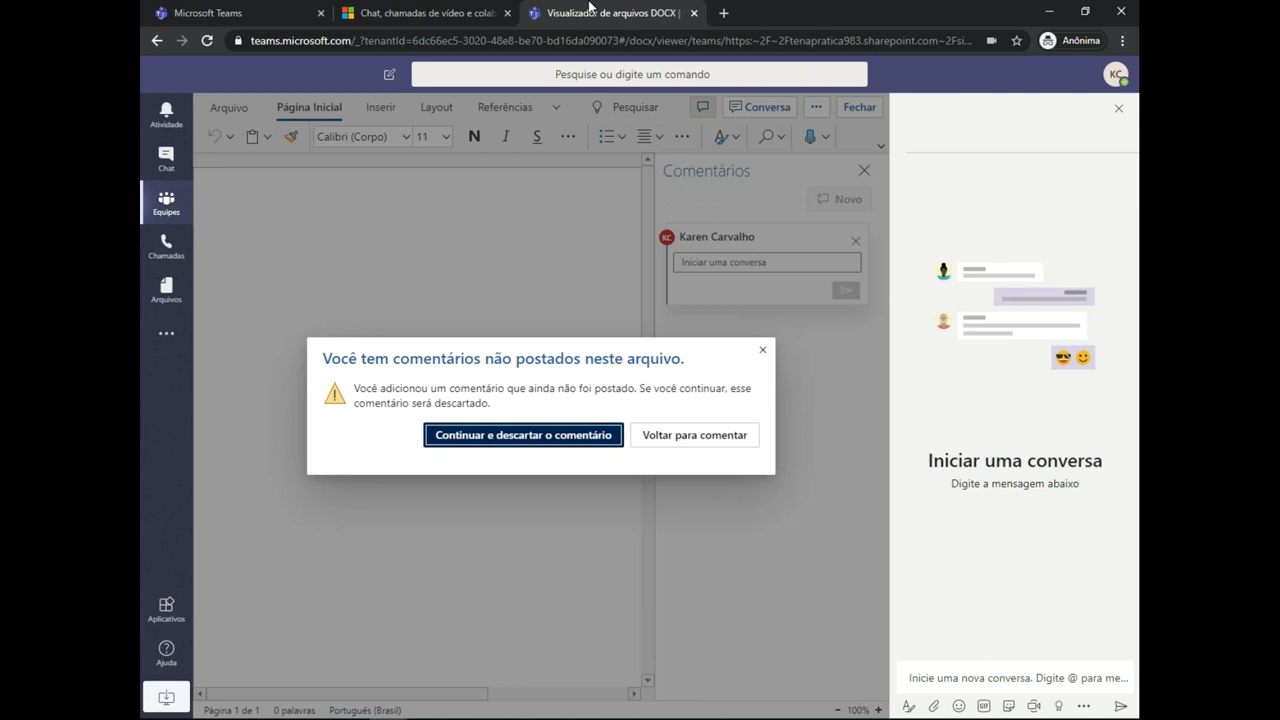 Microsoft Teams
Chat, chamadas de vídeo e colab
Visualizador de arquivos DOCX |
teams.microsoft.com/_?tenantId=6dc66ec5-3020-48e8-be70-bd16da090073#/docx/viewer/teams/https:~2F~2Ftenapratica983.sharepoint.com~2Fsi...
Anônima
Pesquise ou digite um comando
KC
Atividade
Chat
Equipes
Chamadas
Arquivos
Aplicativos
Ajuda
Arquivo
Página Inicial
Inserir
Layout
Referências
Pesquisar
Conversa
Fechar
Calibri (Corpo)
11
N
I
S
Comentários
Novo
KC
Karen Carvalho
Iniciar uma conversa
Você tem comentários não postados neste arquivo.
Você adicionou um comentário que ainda não foi postado. Se você continuar, esse
comentário será descartado.
Continuar e descartar o comentário
Voltar para comentar
Página 1 de 1
0 palavras
Português (Brasil)
100%
Iniciar uma conversa
Digite a mensagem abaixo
Inicie uma nova conversa. Digite @ para me...
GIF